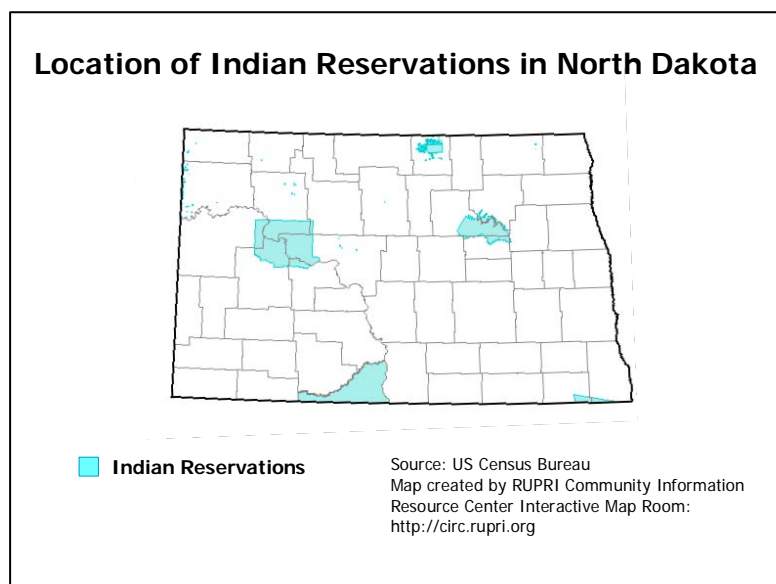 Location of Indian Reservations in North Dakota
Indian Reservations
Source: US Census Bureau
Map created by RUPRI Community Information
Resource Center Interactive Map Room:
http://circ.rupri.org